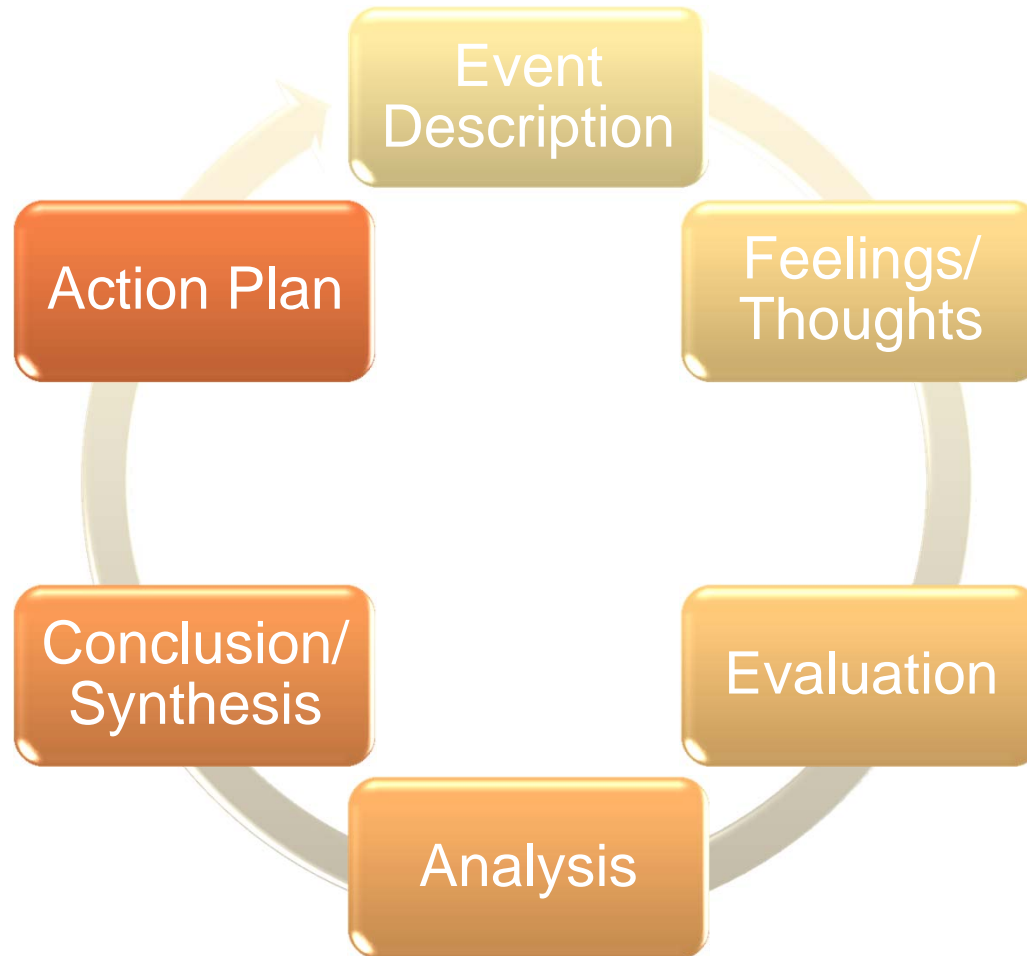 Event
Description
Feelings/
Thoughts
Evaluation
Analysis
Conclusion/
Synthesis
Action Plan